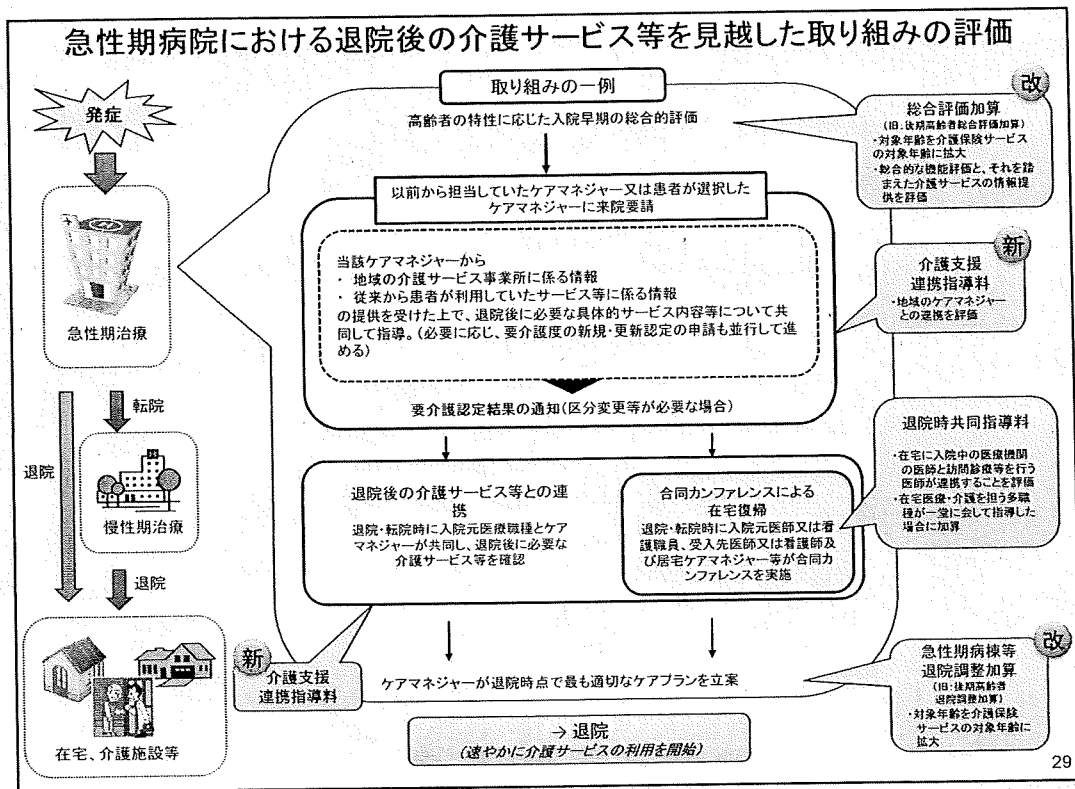 急性期病院における退院後の介護サービス等を見越した取り組みの評価
発症
急性期治療
転院
退院
慢性期治療
退院
在宅、介護施設等
取り組みの一例
高齢者の特性に応じた入院早期の総合的評価
以前から担当していたケアマネジャー又は患者が選択した
ケアマネジャーに来院要請
当該ケアマネジャーから
・ 地域の介護サービス事業所に係る情報
・ 従来から患者が利用していたサービス等に係る情報
の提供を受けた上で、退院後に必要な具体的サービス内容等について共
同して指導。(必要に応じ、要介護度の新規・更新認定の申請も並行して進
める)
要介護認定結果の通知(区分変更等が必要な場合)
退院後の介護サービス等との連
携
退院・転院時に入院元医療職種とケア
マネジャーが共同し、退院後に必要な
介護サービス等を確認
合同カンファレンスによる
在宅復帰
退院・転院時に入院元医師又は看
護職員、受入先医師又は看護師及
び居宅ケアマネジャー等が合同カ
ンファレンスを実施
新
介護支援
連携指導料
ケアマネジャーが退院時点で最も適切なケアプランを立案
→ 退院
(速やかに介護サービスの利用を開始)
改
総合評価加算
(旧:後期高齢者総合評価加算)
・対象年齢を介護保険サービス
の対象年齢に拡大
・総合的な機能評価と、それを踏
まえた介護サービスの情報提
供を評価
新
介護支援
連携指導料
・地域のケアマネジャー
との連携を評価
退院時共同指導料
・在宅に入院中の医療機関
の医師と訪問診療等を行う
医師が連携することを評価
・在宅医療・介護を担う多職
種が一堂に会して指導した
場合に加算
改
急性期病棟等
退院調整加算
(旧:後期高齢者
退院調整加算)
・対象年齢を介護保険
サービスの対象年齢に
拡大
29